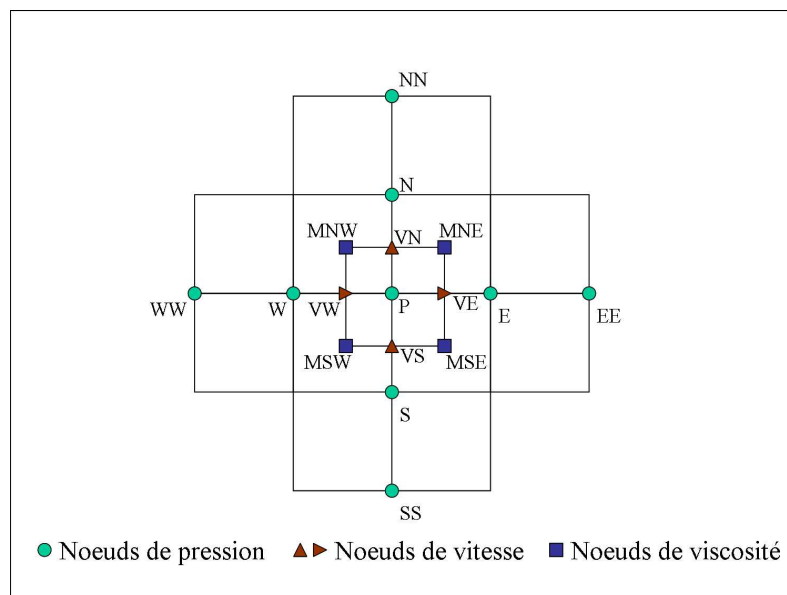 NN
N
MNW VN MNE
WW W VW P VE E EE
MSW VS MSE
S
SS
Noeuds de pression Noeuds de vitesse Noeuds de viscosité